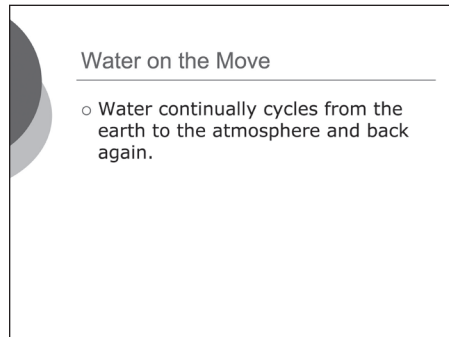 Water on the Move
Water continually cycles from the
earth to the atmosphere and back
again.